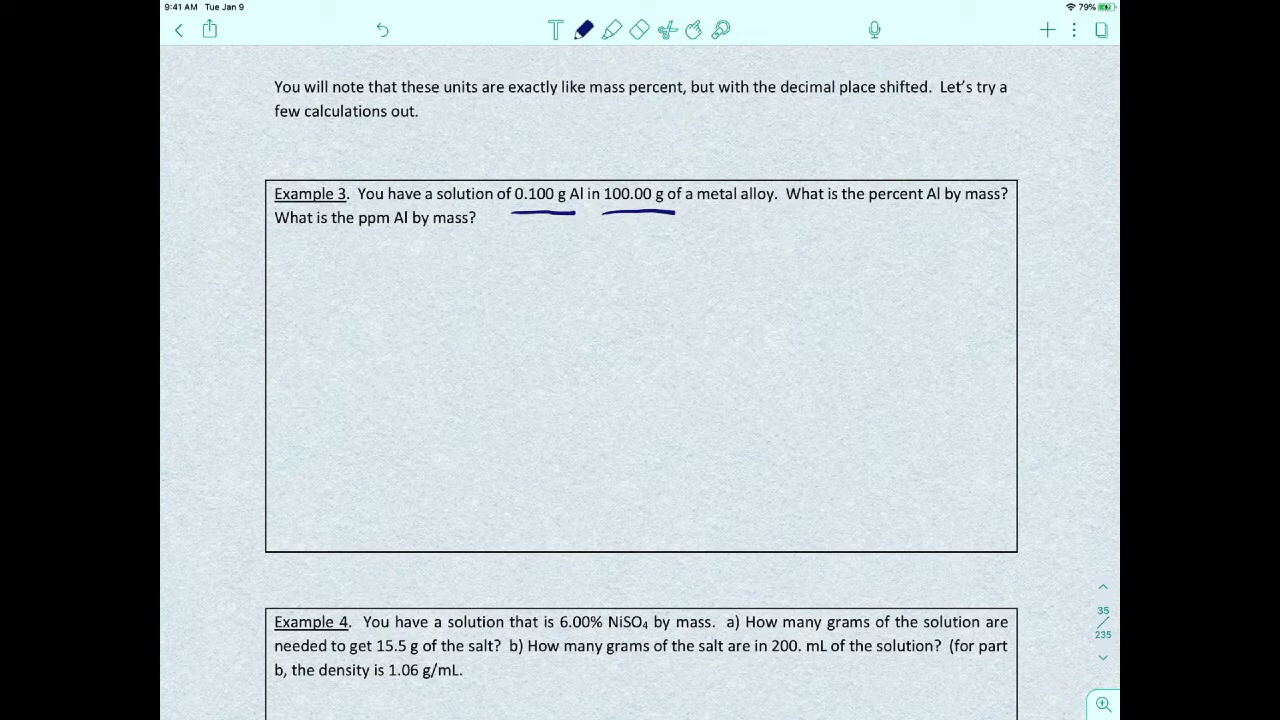 9:41 AM Tue Jan 9
79%
You will note that these units are exactly like mass percent, but with the decimal place shifted. Let's try a
few calculations out.
Example 3. You have a solution of 0.100 g Al in 100.00 g of a metal alloy. What is the percent Al by mass?
What is the ppm Al by mass?
Example 4. You have a solution that is 6.00% NiSO₄ by mass. a) How many grams of the solution are
needed to get 15.5 g of the salt? b) How many grams of the salt are in 200. mL of the solution? (for part
b, the density is 1.06 g/mL.
35
/
235